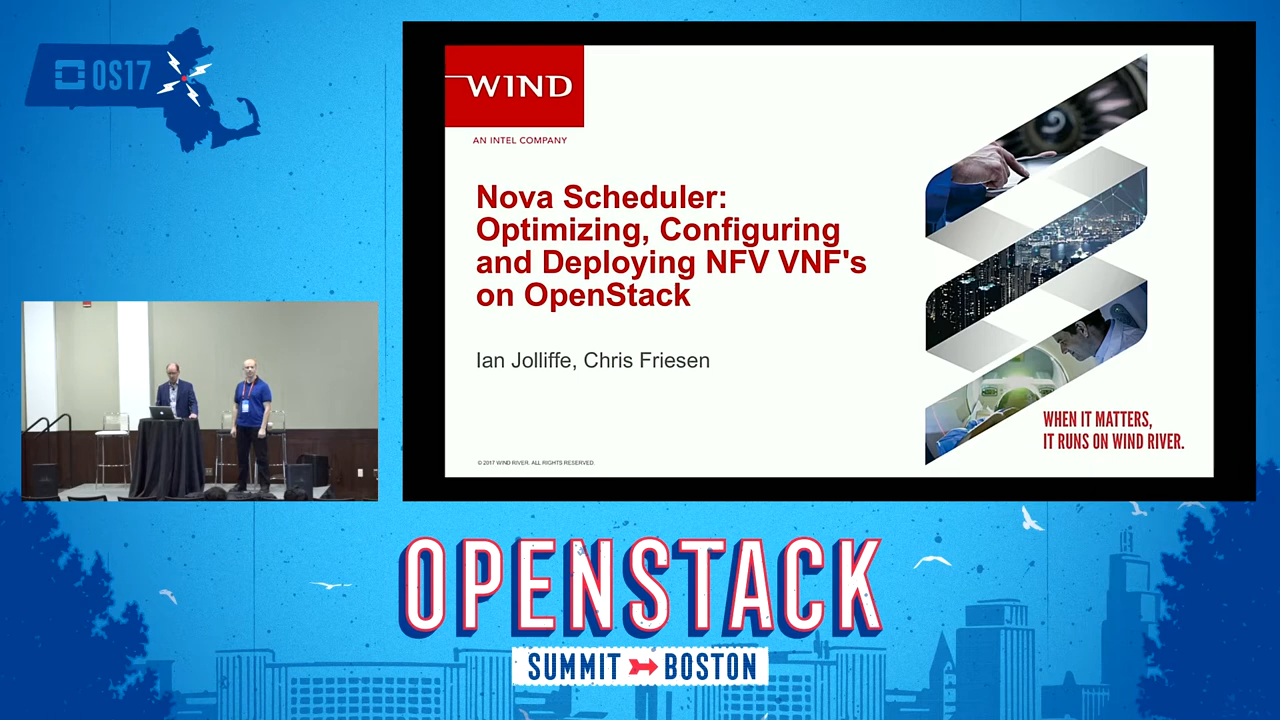 OS17
WIND
AN INTEL COMPANY
Nova Scheduler:
Optimizing, Configuring
and Deploying NFV VNF's
on OpenStack
Ian Jolliffe, Chris Friesen
WHEN IT MATTERS,
IT RUNS ON WIND RIVER.
© 2017 WIND RIVER. ALL RIGHTS RESERVED.
OPENSTACK
SUMMIT BOSTON